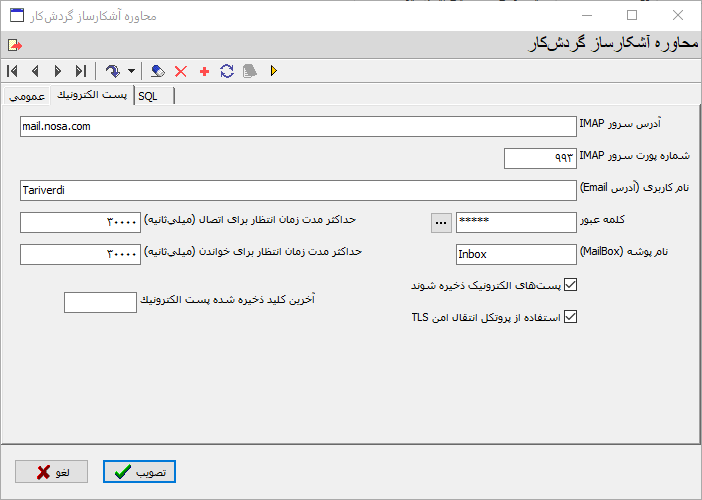 محاوره آشکارساز گردش‌کار
محاوره آشکارساز گردش‌کار
عمومی
پست الکترونیك
SQL
آدرس سرور IMAP
mail.nosa.com
شماره پورت سرور IMAP
۹۹۳
نام کاربری (آدرس Email)
Tariverdi
کلمه عبور
*****
...
حداکثر مدت زمان انتظار برای اتصال (میلی‌ثانیه)
۳۰۰۰۰
نام پوشه (MailBox)
Inbox
حداکثر مدت زمان انتظار برای خواندن (میلی‌ثانیه)
۳۰۰۰۰
پست‌های الکترونیک ذخیره شوند
آخرین کلید ذخیره شده پست الکترونیك
استفاده از پروتکل انتقال امن TLS
تصویب
لغو